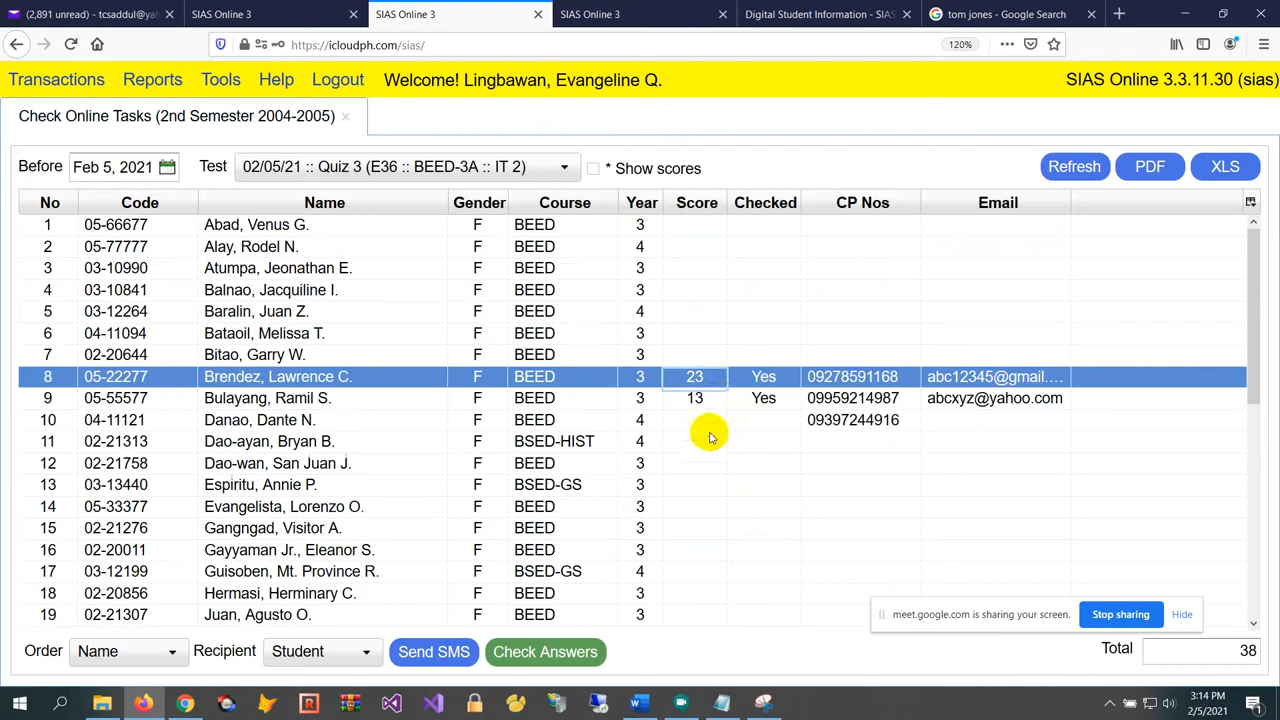 (2,891 unread) - tcsaddul@yah
SIAS Online 3
SIAS Online 3
SIAS Online 3
Digital Student Information - SIAS
tom jones - Google Search
https://icloudph.com/sias/
120%
Transactions Reports Tools Help Logout Welcome! Lingbawan, Evangeline Q. SIAS Online 3.3.11.30 (sias)
Check Online Tasks (2nd Semester 2004-2005)
Before Feb 5, 2021 Test 02/05/21 :: Quiz 3 (E36 :: BEED-3A :: IT 2) * Show scores Refresh PDF XLS
No Code Name Gender Course Year Score Checked CP Nos Email
1 05-66677 Abad, Venus G. F BEED 3
2 05-77777 Alay, Rodel N. F BEED 4
3 03-10990 Atumpa, Jeonathan E. F BEED 3
4 03-10841 Balnao, Jacquiline I. F BEED 3
5 03-12264 Baralin, Juan Z. F BEED 4
6 04-11094 Bataoil, Melissa T. F BEED 3
7 02-20644 Bitao, Garry W. F BEED 3
8 05-22277 Brendez, Lawrence C. F BEED 3 23 Yes 09278591168 abc12345@gmail....
9 05-55577 Bulayang, Ramil S. F BEED 3 13 Yes 09959214987 abcxyz@yahoo.com
10 04-11121 Danao, Dante N. F BEED 4 09397244916
11 02-21313 Dao-ayan, Bryan B. F BSED-HIST 4
12 02-21758 Dao-wan, San Juan J. F BEED 3
13 03-13440 Espiritu, Annie P. F BSED-GS 3
14 05-33377 Evangelista, Lorenzo O. F BEED 3
15 02-21276 Gangngad, Visitor A. F BEED 3
16 02-20011 Gayyaman Jr., Eleanor S. F BEED 3
17 03-12199 Guisoben, Mt. Province R. F BSED-GS 4
18 02-20856 Hermasi, Herminary C. F BEED 3
19 02-21307 Juan, Agusto O. F BEED 3
meet.google.com is sharing your screen. Stop sharing Hide
Order Name Recipient Student Send SMS Check Answers Total 38
3:14 PM
2/5/2021